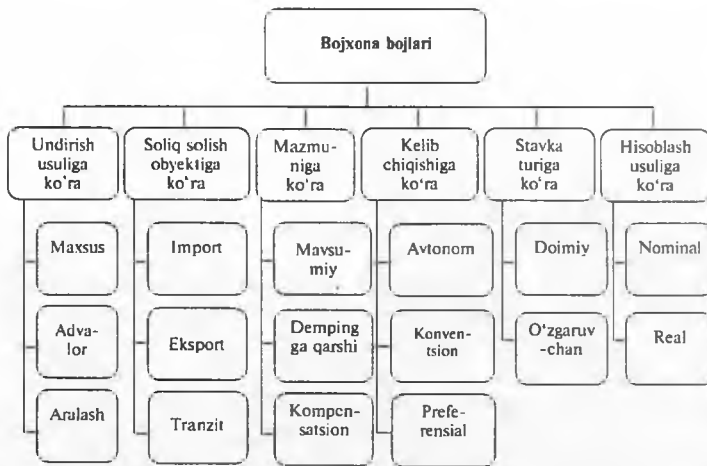 Bojxona bojlari
Undirish
usuliga
ko‘ra
Soliq solish
obyektiga
ko‘ra
Mazmu-
niga
ko‘ra
Kelib
chiqishiga
ko‘ra
Stavka
turiga
ko‘ra
Hisoblash
usuliga
ko‘ra
Maxsus
Import
Mavsu-
miy
Avtonom
Doimiy
Nominal
Adva-
lor
Eksport
Demping
ga qarshi
Konven-
tsion
O‘zgaruv
-chan
Real
Aralash
Tranzit
Kompen-
satsion
Prefe-
rensial